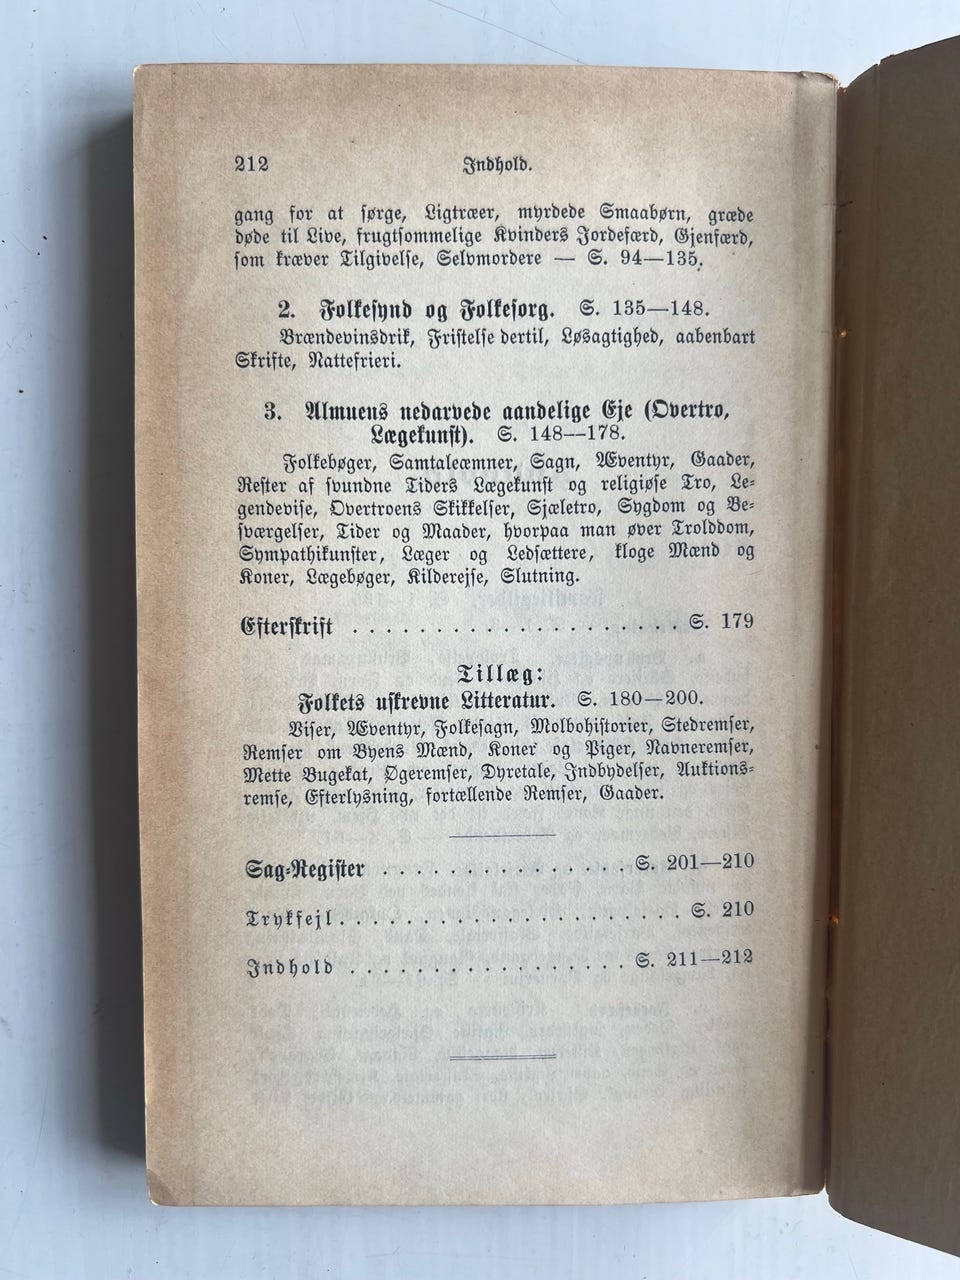 212 Indhold.
gang for at sørge, Ligtræer, myrdede Smaabørn, græde
døde til Live, frugtsommelige Kvinders Jordefærd, Gjenfærd,
som kræver Tilgivelse, Selvmordere — S. 94—135.
2. Folkesynd og Folkesorg. S. 135—148.
Brændevinsdrik, Fristelse dertil, Løsagtighed, aabenbart
Skrifte, Nattefrieri.
3. Almuens nedarvede aandelige Eje (Overtro,
Lægekunst). S. 148—178.
Folkebøger, Samtaleæmner, Sagn, Æventyr, Gaader,
Rester af svundne Tiders Lægekunst og religiøse Tro, Le-
gendevise, Overtroens Skikkelser, Sjæletro, Sygdom og Be-
sværgelser, Tider og Maader, hvorpaa man øver Trolddom,
Sympathikunster, Læger og Ledsættere, kloge Mænd og
Koner, Lægebøger, Kilderejse, Slutning.
Efterskrift . . . . . . . . . . . . . . . . . . . . S. 179
Tillæg:
Folkets uskrevne Litteratur. S. 180—200.
Viser, Æventyr, Folkesagn, Molbohistorier, Stedremser,
Remser om Byens Mænd, Koner og Piger, Navneremser,
Mette Bugekat, Øgeremser, Dyretale, Indbydelser, Auktions-
remse, Efterlysning, fortællende Remser, Gaader.
Sag-Register . . . . . . . . . . . . . . . S. 201—210
Trykfejl . . . . . . . . . . . . . . . . . . . . . S. 210
Indhold . . . . . . . . . . . . . . . . . S. 211—212